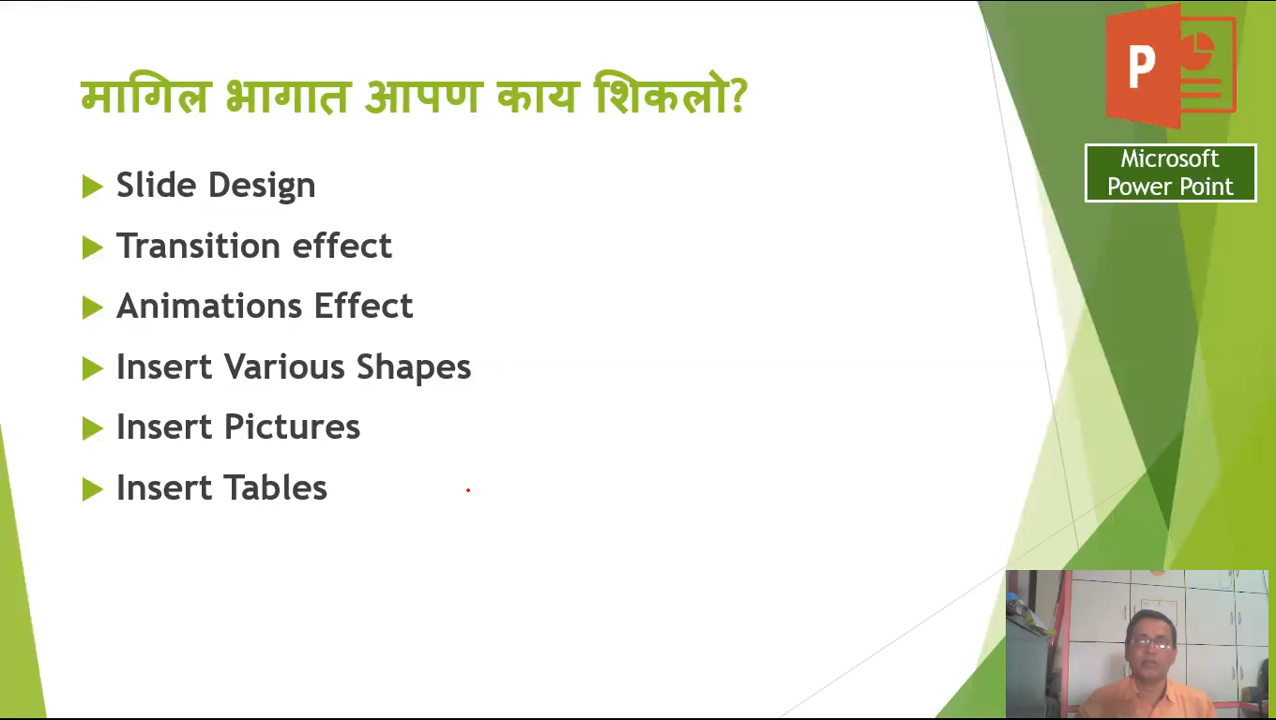 मागिल भागात आपण काय शिकलो?
Slide Design
Transition effect
Animations Effect
Insert Various Shapes
Insert Pictures
Insert Tables
P
Microsoft
Power Point